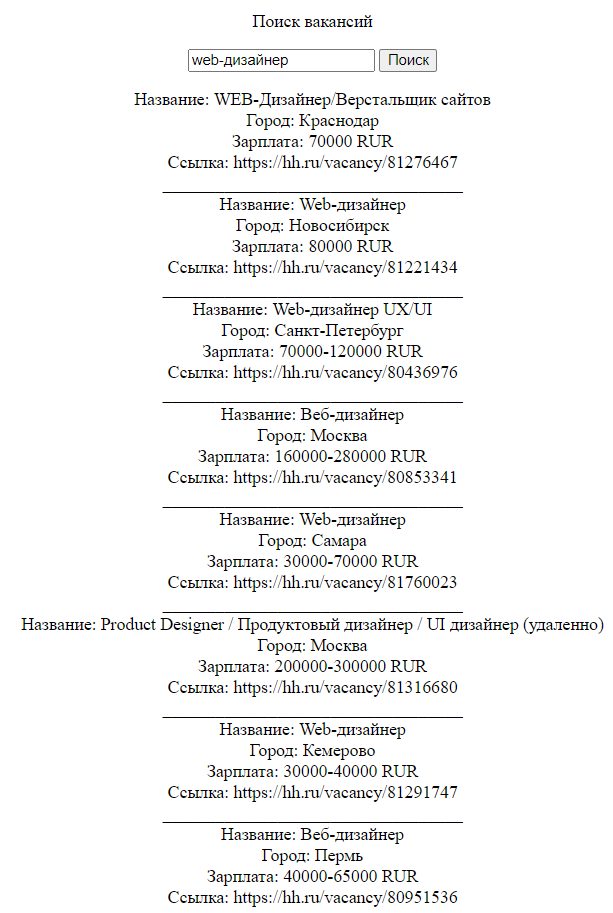 Поиск вакансий
web-дизайнер Поиск
Название: WEB-Дизайнер/Верстальщик сайтов
Город: Краснодар
Зарплата: 70000 RUR
Ссылка: https://hh.ru/vacancy/81276467
Название: Web-дизайнер
Город: Новосибирск
Зарплата: 80000 RUR
Ссылка: https://hh.ru/vacancy/81221434
Название: Web-дизайнер UX/UI
Город: Санкт-Петербург
Зарплата: 70000-120000 RUR
Ссылка: https://hh.ru/vacancy/80436976
Название: Веб-дизайнер
Город: Москва
Зарплата: 160000-280000 RUR
Ссылка: https://hh.ru/vacancy/80853341
Название: Web-дизайнер
Город: Самара
Зарплата: 30000-70000 RUR
Ссылка: https://hh.ru/vacancy/81760023
Название: Product Designer / Продуктовый дизайнер / UI дизайнер (удаленно)
Город: Москва
Зарплата: 200000-300000 RUR
Ссылка: https://hh.ru/vacancy/81316680
Название: Web-дизайнер
Город: Кемерово
Зарплата: 30000-40000 RUR
Ссылка: https://hh.ru/vacancy/81291747
Название: Веб-дизайнер
Город: Пермь
Зарплата: 40000-65000 RUR
Ссылка: https://hh.ru/vacancy/80951536